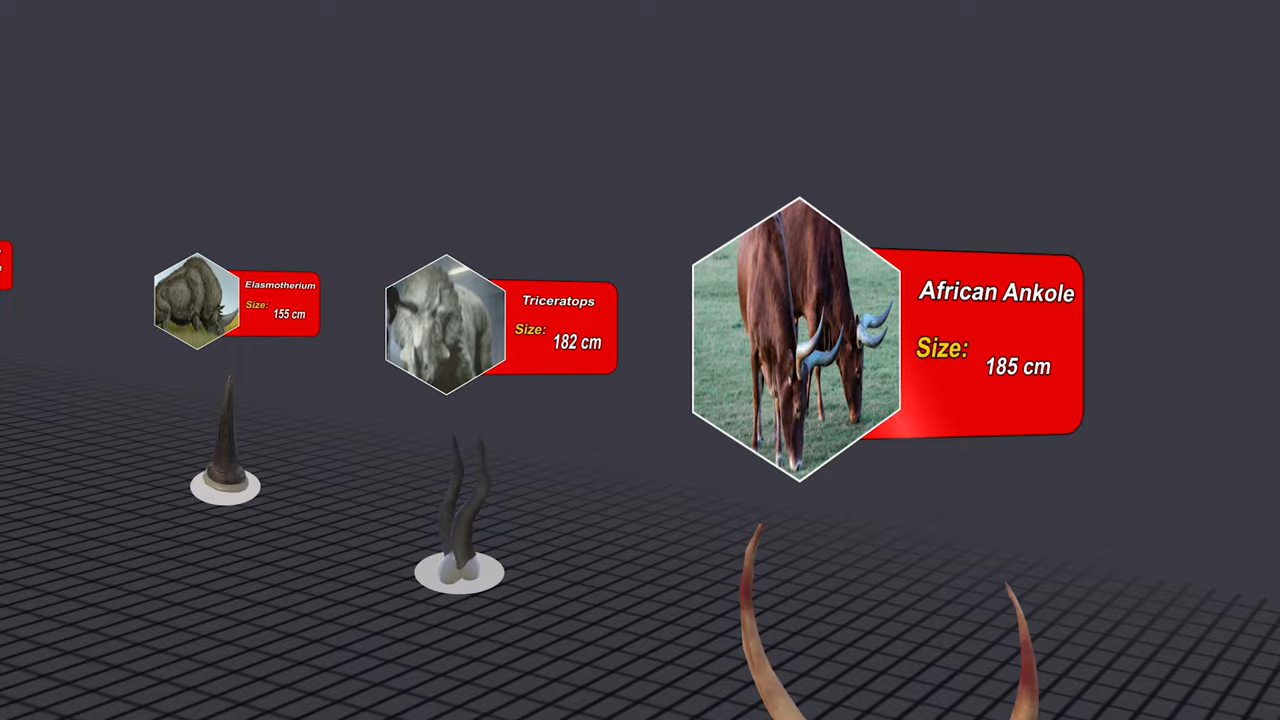 Elasmotherium
Size:
155 cm
Triceratops
Size:
182 cm
African Ankole
Size:
185 cm